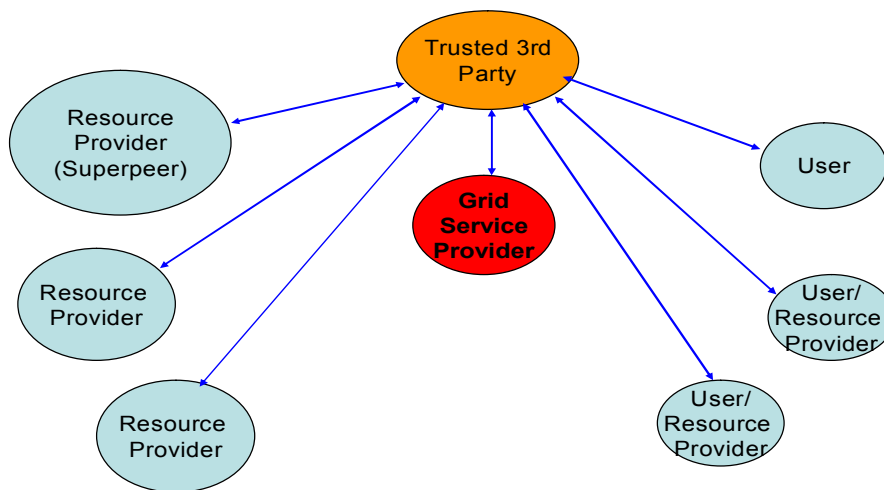 Trusted 3rd
Party
Resource
Provider
(Superpeer)
User
Grid
Service
Provider
Resource
Provider
User/
Resource
Provider
Resource
Provider
User/
Resource
Provider